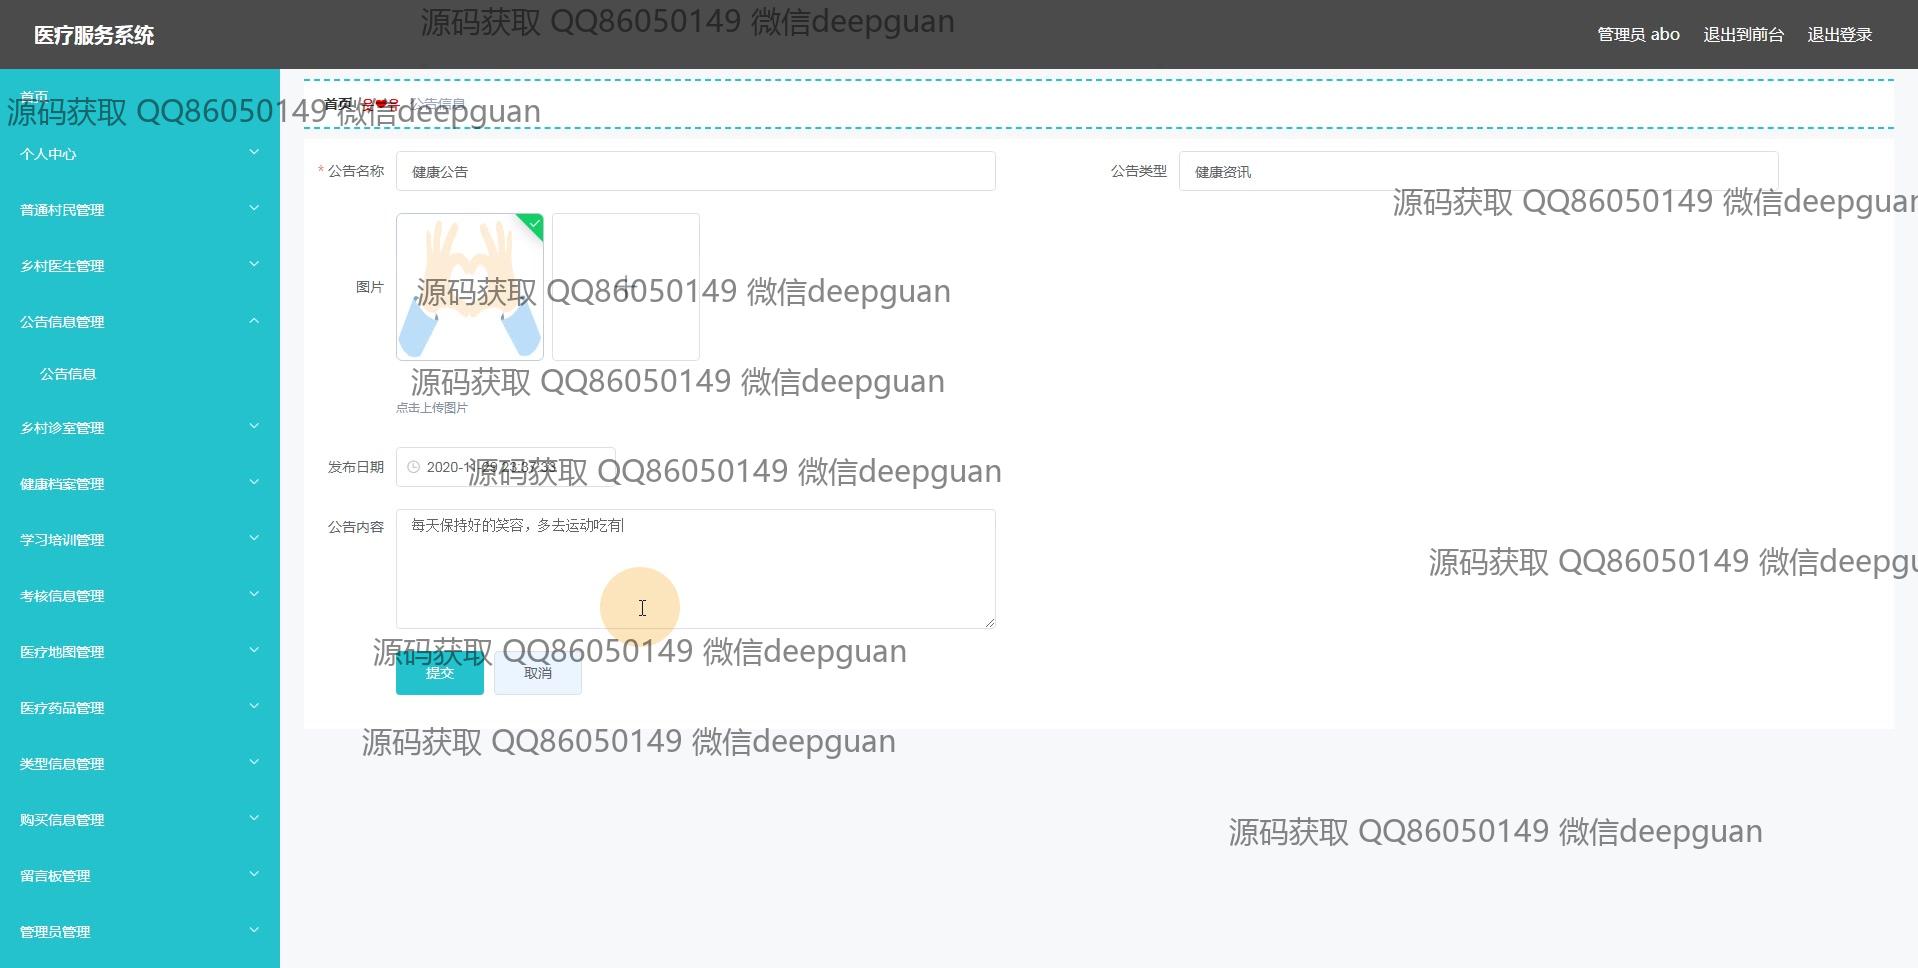 源码获取 QQ86050149 微信deepguan
医疗服务系统
管理员 abo 退出到前台 退出登录
首页
首页 公告信息
源码获取 QQ86050149 微信deepguan
个人中心
* 公告名称 健康公告 公告类型 健康资讯
源码获取 QQ86050149 微信deepguan
普通村民管理
乡村医生管理
图片
源码获取 QQ86050149 微信deepguan
公告信息管理
公告信息
源码获取 QQ86050149 微信deepguan
点击上传图片
乡村诊室管理
发布日期 2020-11-29 23:37:33
源码获取 QQ86050149 微信deepguan
健康档案管理
公告内容 每天保持好的笑容，多去运动吃有
学习培训管理
源码获取 QQ86050149 微信deepgu
考核信息管理
医疗地图管理
源码获取 QQ86050149 微信deepguan
提交 取消
医疗药品管理
源码获取 QQ86050149 微信deepguan
类型信息管理
购买信息管理
源码获取 QQ86050149 微信deepguan
留言板管理
管理员管理